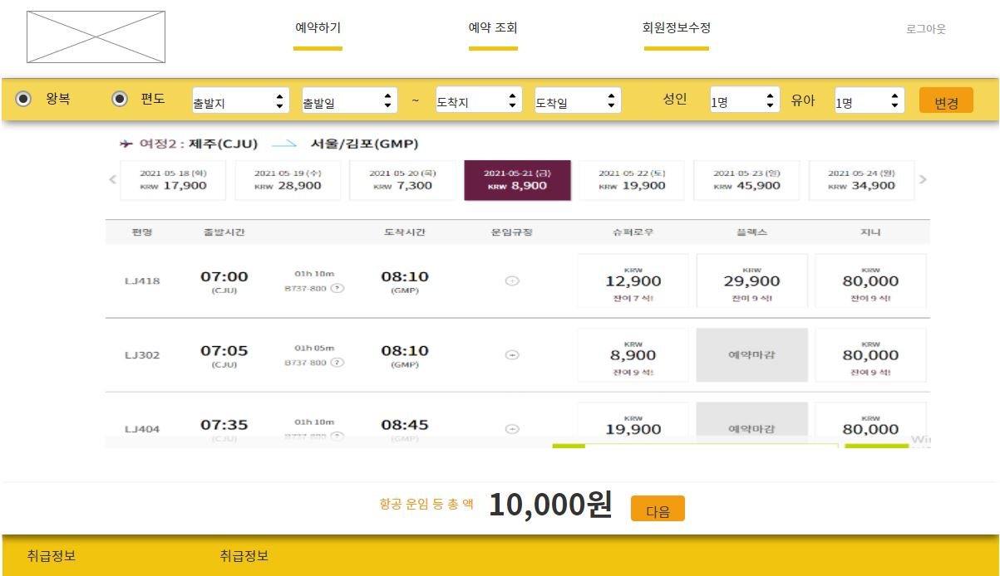 예약하기 예약 조회 회원정보수정 로그아웃
왕복 편도 출발지 출발일 ~ 도착지 도착일 성인 1명 유아 1명 변경
여정2 : 제주(CJU) 서울/김포(GMP)
2021-05-18 (화) 2021-05-19 (수) 2021-05-20 (목) 2021-05-21 (금) 2021-05-22 (토) 2021-05-23 (일) 2021-05-24 (월)
KRW 17,900 KRW 28,900 KRW 7,300 KRW 8,900 KRW 19,900 KRW 45,900 KRW 34,900
편명 출발시간 도착시간 운임규정 슈퍼로우 플렉스 지니
KRW KRW KRW
LJ418 07:00 01h 10m 08:10 12,900 29,900 80,000
(CJU) B737-800 ? (GMP) 잔여 7 석! 잔여 9 석! 잔여 9 석!
KRW KRW
LJ302 07:05 01h 05m 08:10 8,900 예약마감 80,000
(CJU) B737-800 ? (GMP) 잔여 9 석! 잔여 9 석!
KRW KRW
LJ404 07:35 01h 10m 08:45 19,900 예약마감 80,000
(CJU) B737-800 ? (GMP) Wi
항공 운임 등 총 액 10,000원 다음
취급정보 취급정보